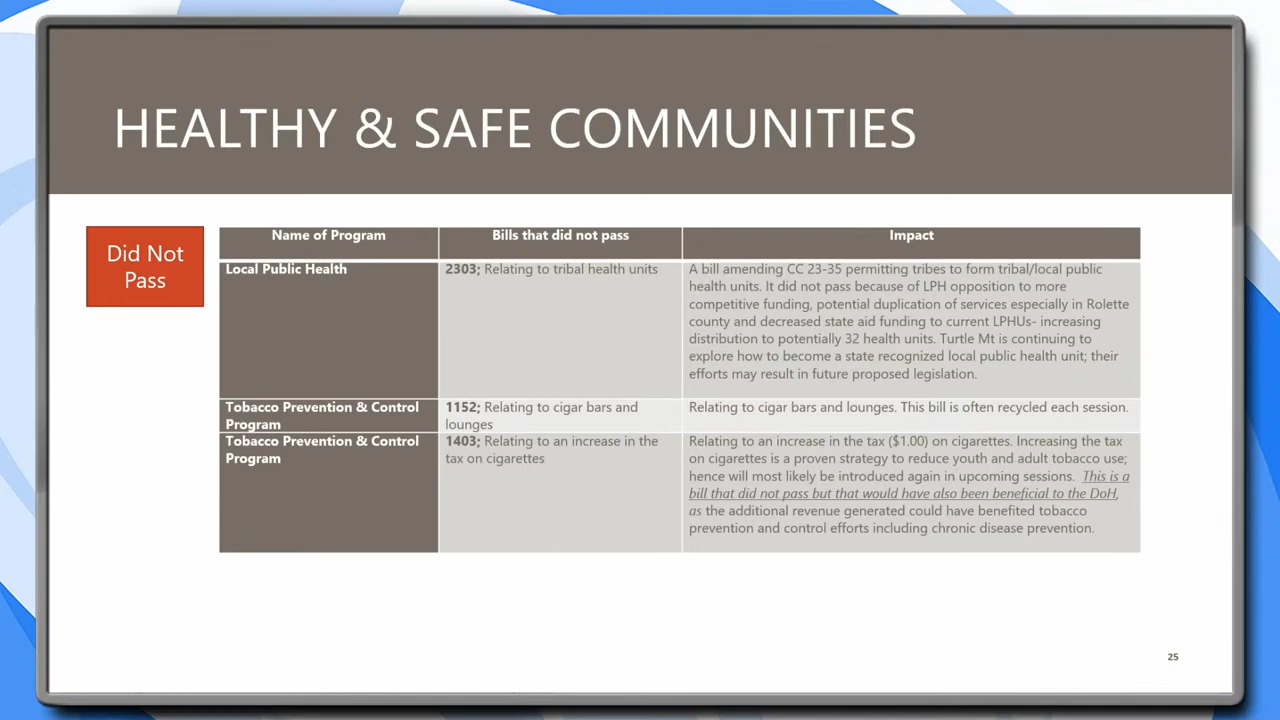 HEALTHY & SAFE COMMUNITIES
Did Not
Pass
Name of Program
Bills that did not pass
Impact
Local Public Health
2303; Relating to tribal health units
A bill amending CC 23-35 permitting tribes to form tribal/local public
health units. It did not pass because of LPH opposition to more
competitive funding, potential duplication of services especially in Rolette
county and decreased state aid funding to current LPHUs- increasing
distribution to potentially 32 health units. Turtle Mt is continuing to
explore how to become a state recognized local public health unit; their
efforts may result in future proposed legislation.
Tobacco Prevention & Control
Program
1152; Relating to cigar bars and
lounges
Relating to cigar bars and lounges. This bill is often recycled each session.
Tobacco Prevention & Control
Program
1403; Relating to an increase in the
tax on cigarettes
Relating to an increase in the tax ($1.00) on cigarettes. Increasing the tax
on cigarettes is a proven strategy to reduce youth and adult tobacco use;
hence will most likely be introduced again in upcoming sessions. This is a
bill that did not pass but that would have also been beneficial to the DoH,
as the additional revenue generated could have benefited tobacco
prevention and control efforts including chronic disease prevention.
25